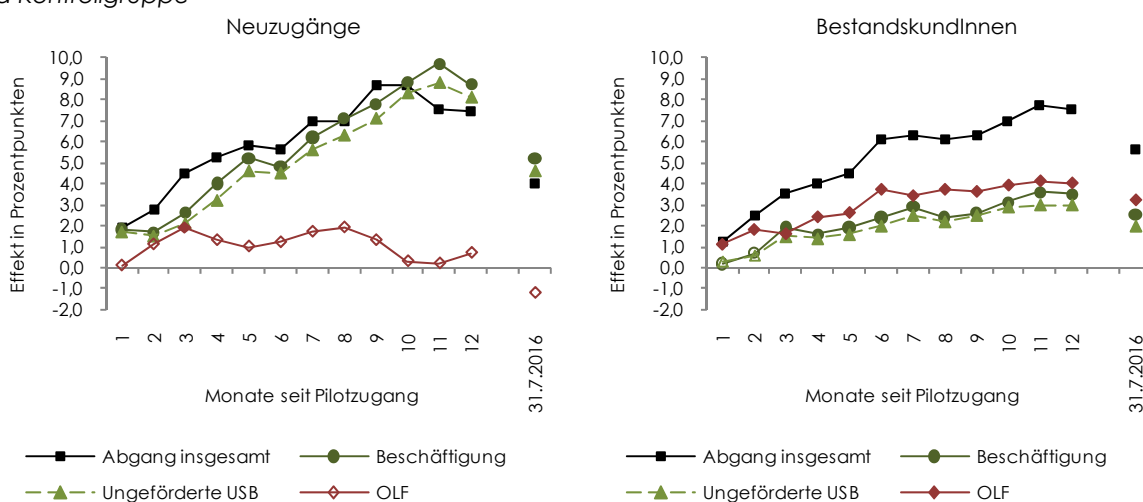 Kontrollgruppe
Neuzugänge
Effekt in Prozentpunkten
10,0
9,0
8,0
7,0
6,0
5,0
4,0
3,0
2,0
1,0
0,0
-1,0
-2,0
1 2 3 4 5 6 7 8 9 10 11 12 31.7.2016
Monate seit Pilotzugang
Abgang insgesamt Beschäftigung
Ungeförderte USB OLF
BestandskundInnen
Effekt in Prozentpunkten
10,0
9,0
8,0
7,0
6,0
5,0
4,0
3,0
2,0
1,0
0,0
-1,0
-2,0
1 2 3 4 5 6 7 8 9 10 11 12 31.7.2016
Monate seit Pilotzugang
Abgang insgesamt Beschäftigung
Ungeförderte USB OLF